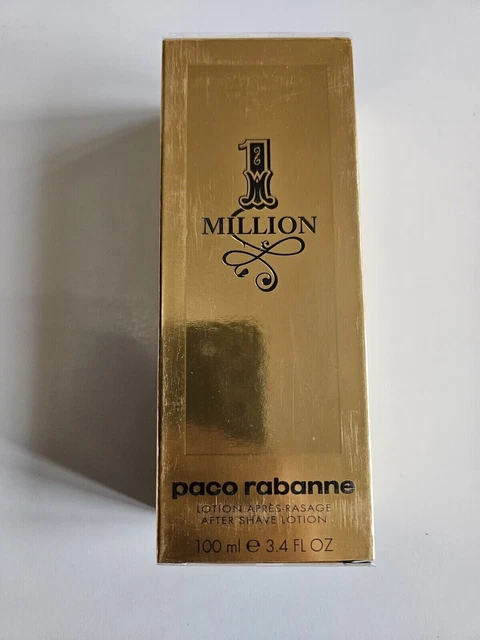 1
MILLION
paco rabanne
LOTION APRÈS-RASAGE
AFTER SHAVE LOTION
100 ml ℮ 3.4 FL OZ